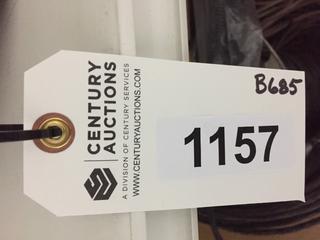 CENTURY
AUCTIONS
A DIVISION OF CENTURY SERVICES
WWW.CENTURYAUCTIONS.COM
1157
B685